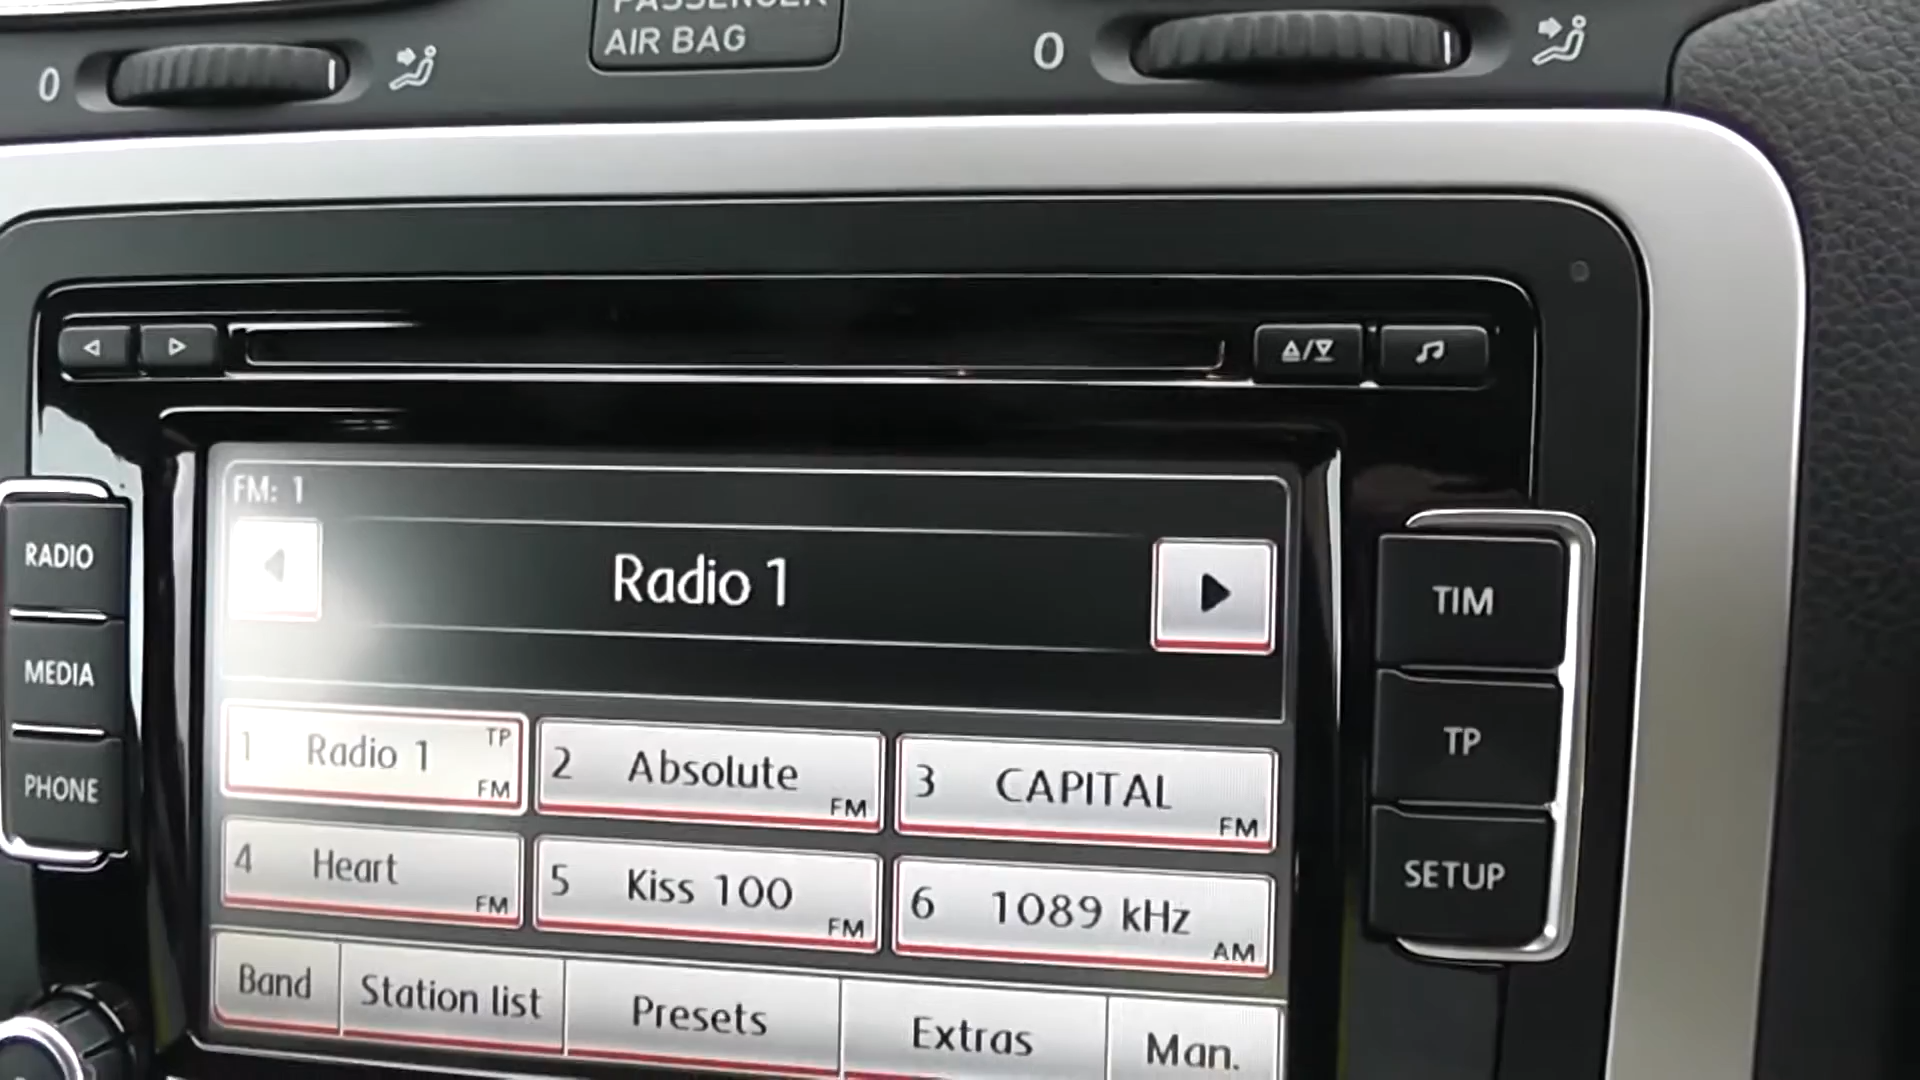 PASSENGER
AIR BAG
0
0
FM: 1
Radio 1
RADIO
MEDIA
PHONE
TIM
TP
SETUP
1 Radio 1 TP FM
2 Absolute FM
3 CAPITAL FM
4 Heart FM
5 Kiss 100 FM
6 1089 kHz AM
Band
Station list
Presets
Extras
Man.